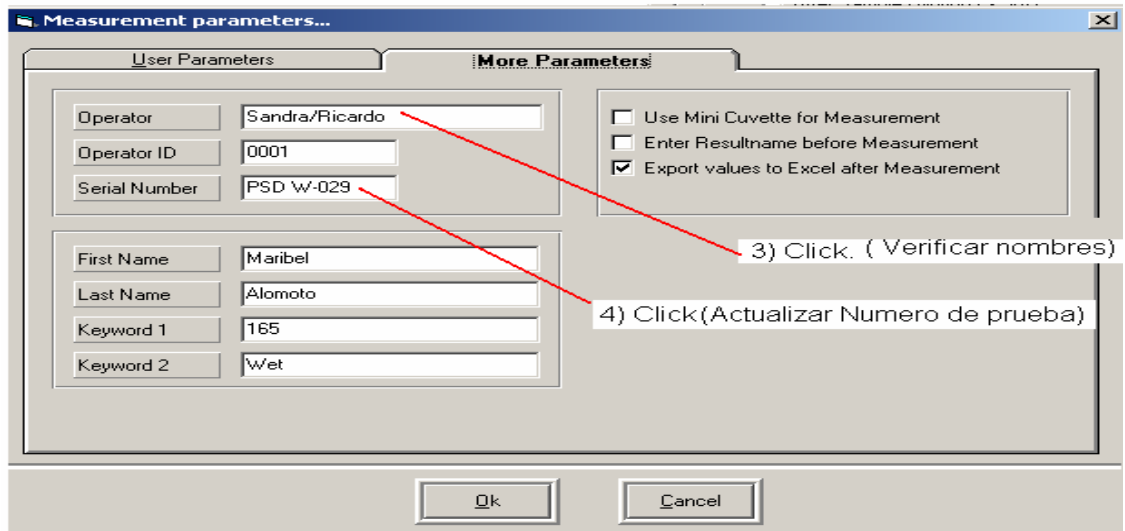 Measurement parameters...
User Parameters
More Parameters
Operator
Sandra/Ricardo
Operator ID
0001
Serial Number
PSD W-029
Use Mini Cuvette for Measurement
Enter Resultname before Measurement
Export values to Excel after Measurement
3) Click. ( Verificar nombres)
First Name
Maribel
Last Name
Alomoto
Keyword 1
165
Keyword 2
Wet
4) Click(Actualizar Numero de prueba)
Ok
Cancel